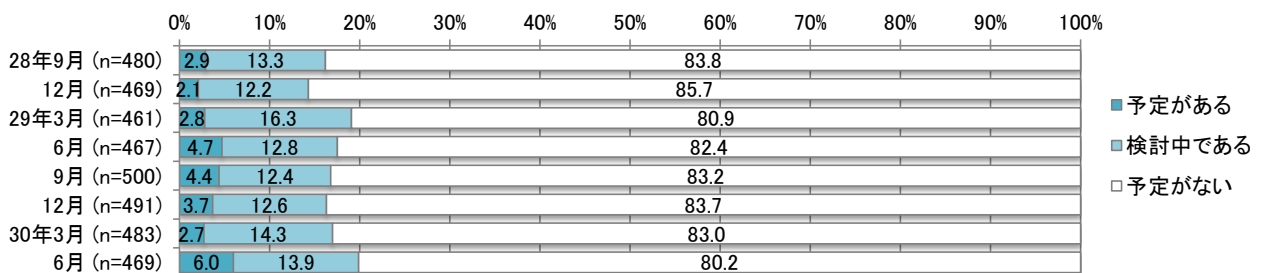 0% 10% 20% 30% 40% 50% 60% 70% 80% 90% 100%
28年9月 (n=480) 2.9 13.3 83.8
12月 (n=469) 2.1 12.2 85.7
29年3月 (n=461) 2.8 16.3 80.9
6月 (n=467) 4.7 12.8 82.4
9月 (n=500) 4.4 12.4 83.2
12月 (n=491) 3.7 12.6 83.7
30年3月 (n=483) 2.7 14.3 83.0
6月 (n=469) 6.0 13.9 80.2
予定がある
検討中である
予定がない